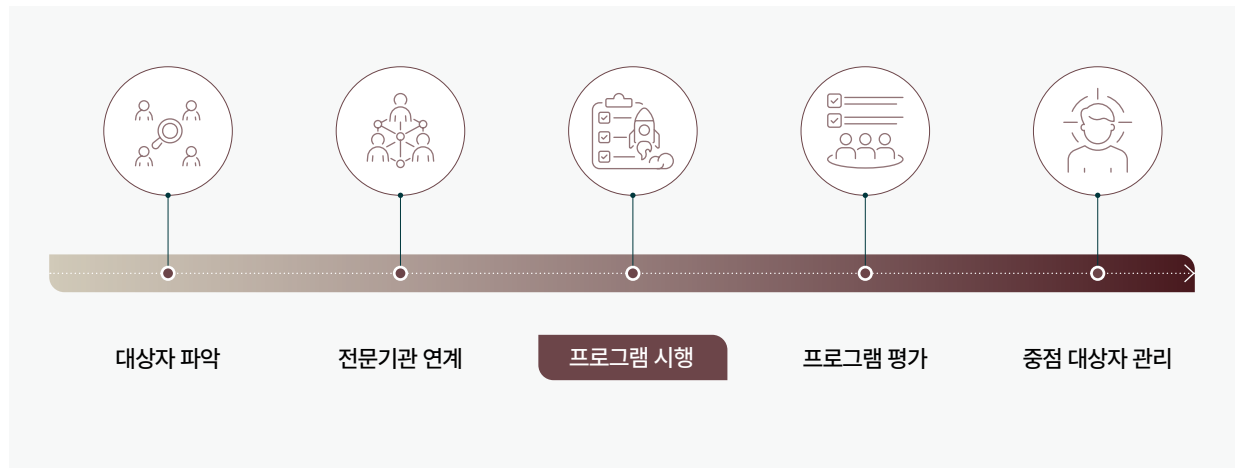 대상자 파악
전문기관 연계
프로그램 시행
프로그램 평가
중점 대상자 관리